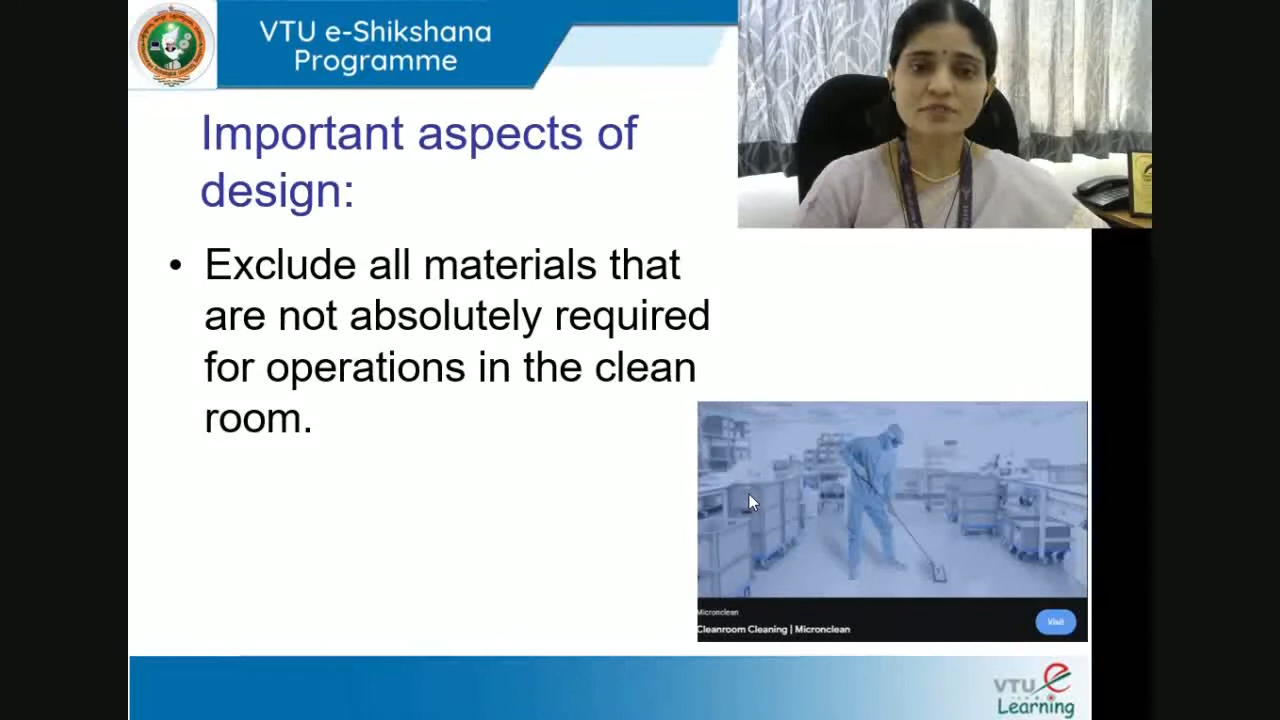 VTU e-Shikshana
Programme
Important aspects of
design:
• Exclude all materials that
are not absolutely required
for operations in the clean
room.
Micronclean
Cleanroom Cleaning | Micronclean
Visit
VTU e
Learning